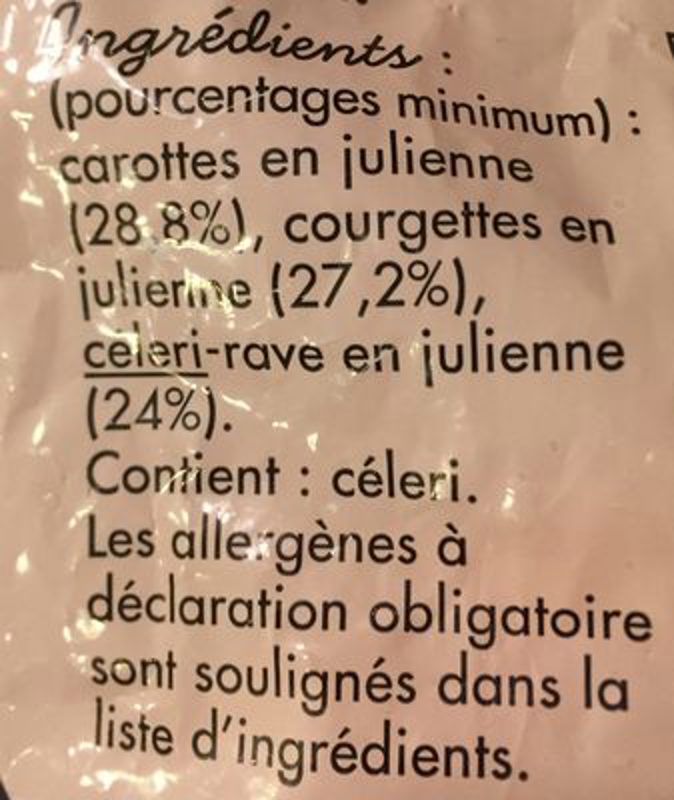 Ingrédients :
(pourcentages minimum) :
carottes en julienne
(28,8%), courgettes en
julienne (27,2%),
céleri-rave en julienne
(24%).
Contient : céleri.
Les allergènes à
déclaration obligatoire
sont soulignés dans la
liste d'ingrédients.